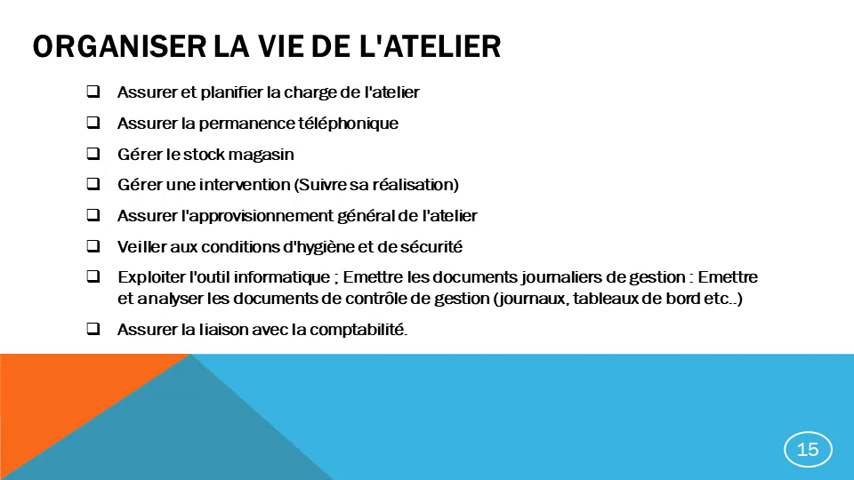 ORGANISER LA VIE DE L'ATELIER
Assurer et planifier la charge de l'atelier
Assurer la permanence téléphonique
Gérer le stock magasin
Gérer une intervention (Suivre sa réalisation)
Assurer l'approvisionnement général de l'atelier
Veiller aux conditions d'hygiène et de sécurité
Exploiter l'outil informatique ; Emettre les documents journaliers de gestion : Emettre
et analyser les documents de contrôle de gestion (journaux, tableaux de bord etc..)
Assurer la liaison avec la comptabilité.
15